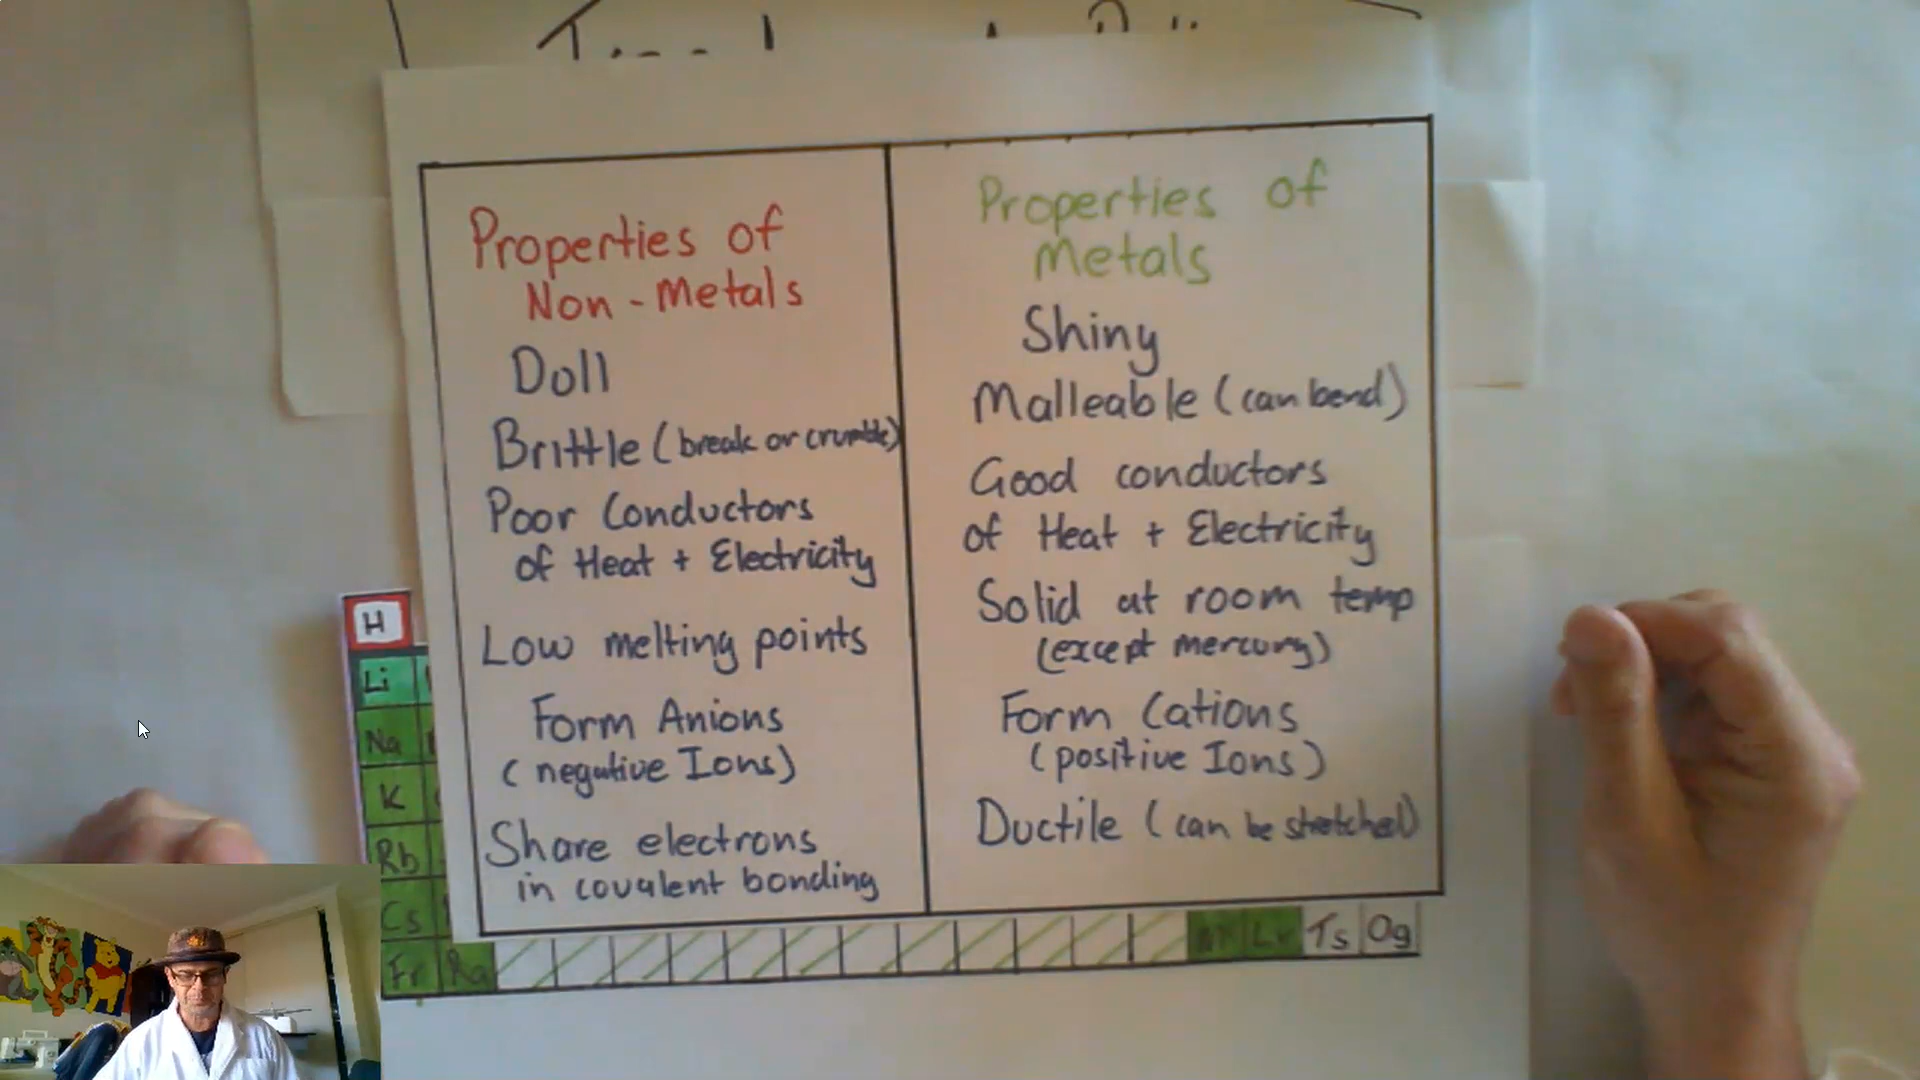 Properties of
Non-Metals
Doll
Brittle (break or crumble)
Poor Conductors
of Heat + Electricity
Low melting points
Form Anions
(negative Ions)
Share electrons
in covalent bonding
Properties of
Metals
Shiny
Malleable (can bend)
Good conductors
of Heat + Electricity
Solid at room temp
(except mercury)
Form Cations
(positive Ions)
Ductile (can be stretched)
H
Li
Na
K
Rb
Cs
Fr Ra
Lv Ts Og